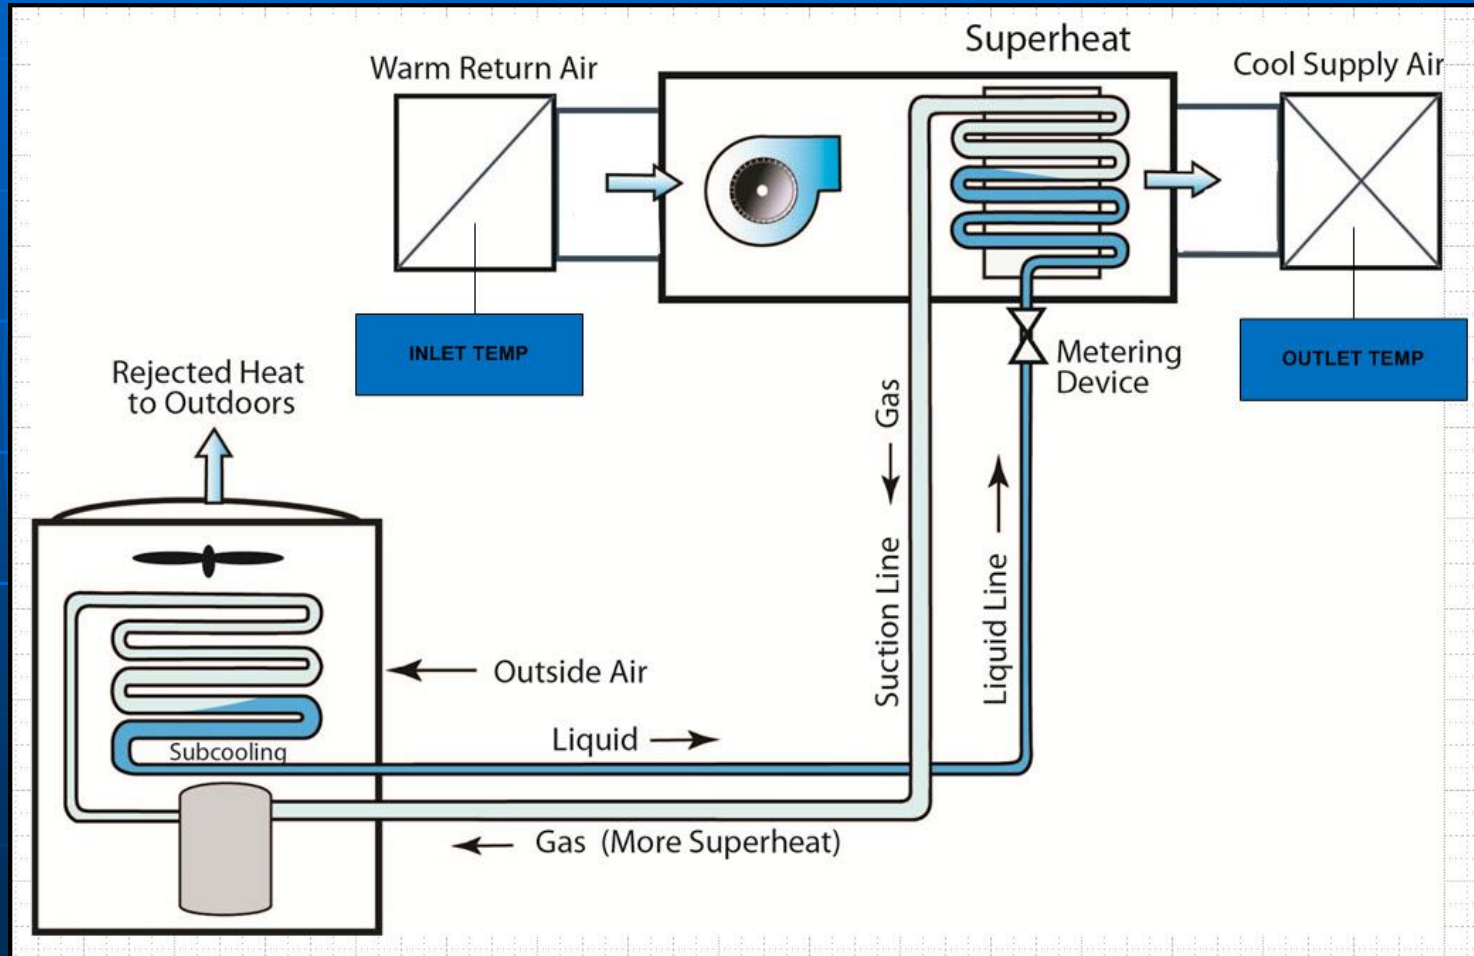 Superheat
Warm Return Air
Cool Supply Air
INLET TEMP
OUTLET TEMP
Metering
Device
Rejected Heat
to Outdoors
Gas
Suction Line
Liquid Line
Outside Air
Liquid
Subcooling
Gas (More Superheat)